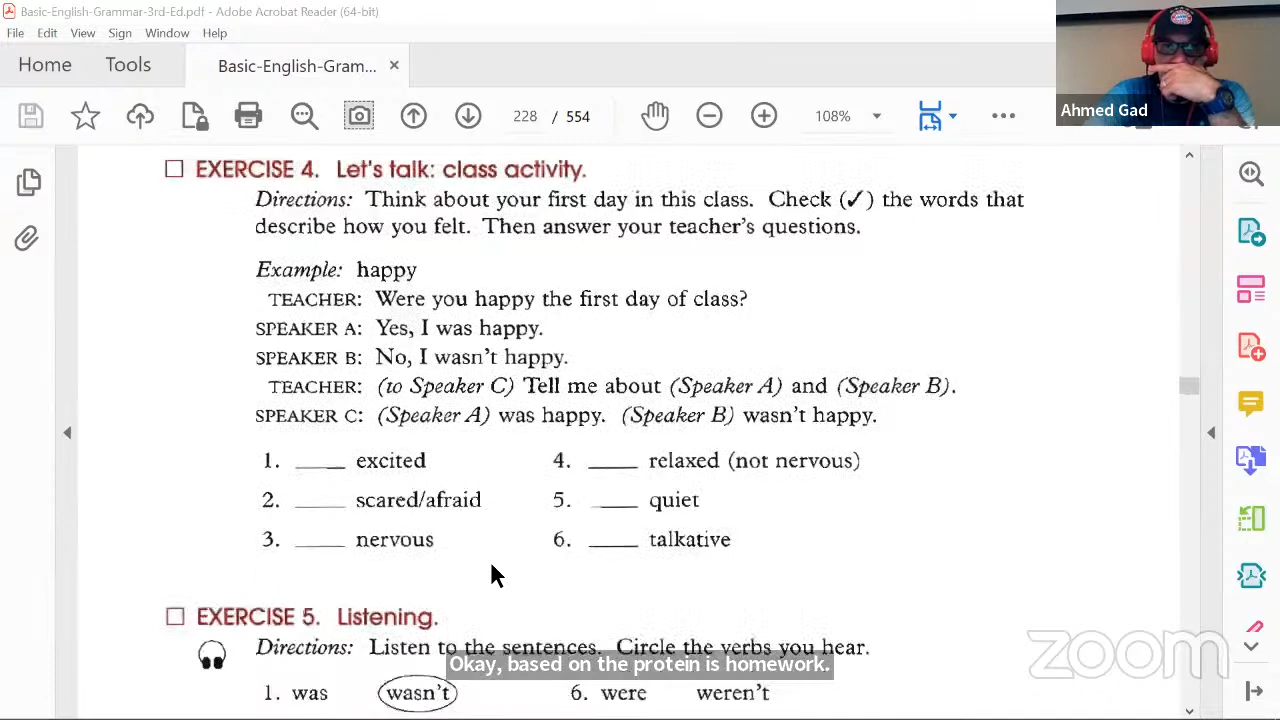 Basic-English-Grammar-3rd-Ed.pdf - Adobe Acrobat Reader (64-bit)
File Edit View Sign Window Help
Home Tools Basic-English-Gram... ×
228 / 554 108%
Ahmed Gad
EXERCISE 4. Let's talk: class activity.
Directions: Think about your first day in this class. Check (✓) the words that
describe how you felt. Then answer your teacher's questions.
Example: happy
TEACHER: Were you happy the first day of class?
SPEAKER A: Yes, I was happy.
SPEAKER B: No, I wasn't happy.
TEACHER: (to Speaker C) Tell me about (Speaker A) and (Speaker B).
SPEAKER C: (Speaker A) was happy. (Speaker B) wasn't happy.
1. ____ excited 4. ____ relaxed (not nervous)
2. ____ scared/afraid 5. ____ quiet
3. ____ nervous 6. ____ talkative
EXERCISE 5. Listening.
Directions: Listen to the sentences. Circle the verbs you hear.
Okay, based on the protein is homework.
1. was wasn't 6. were weren't
zoom